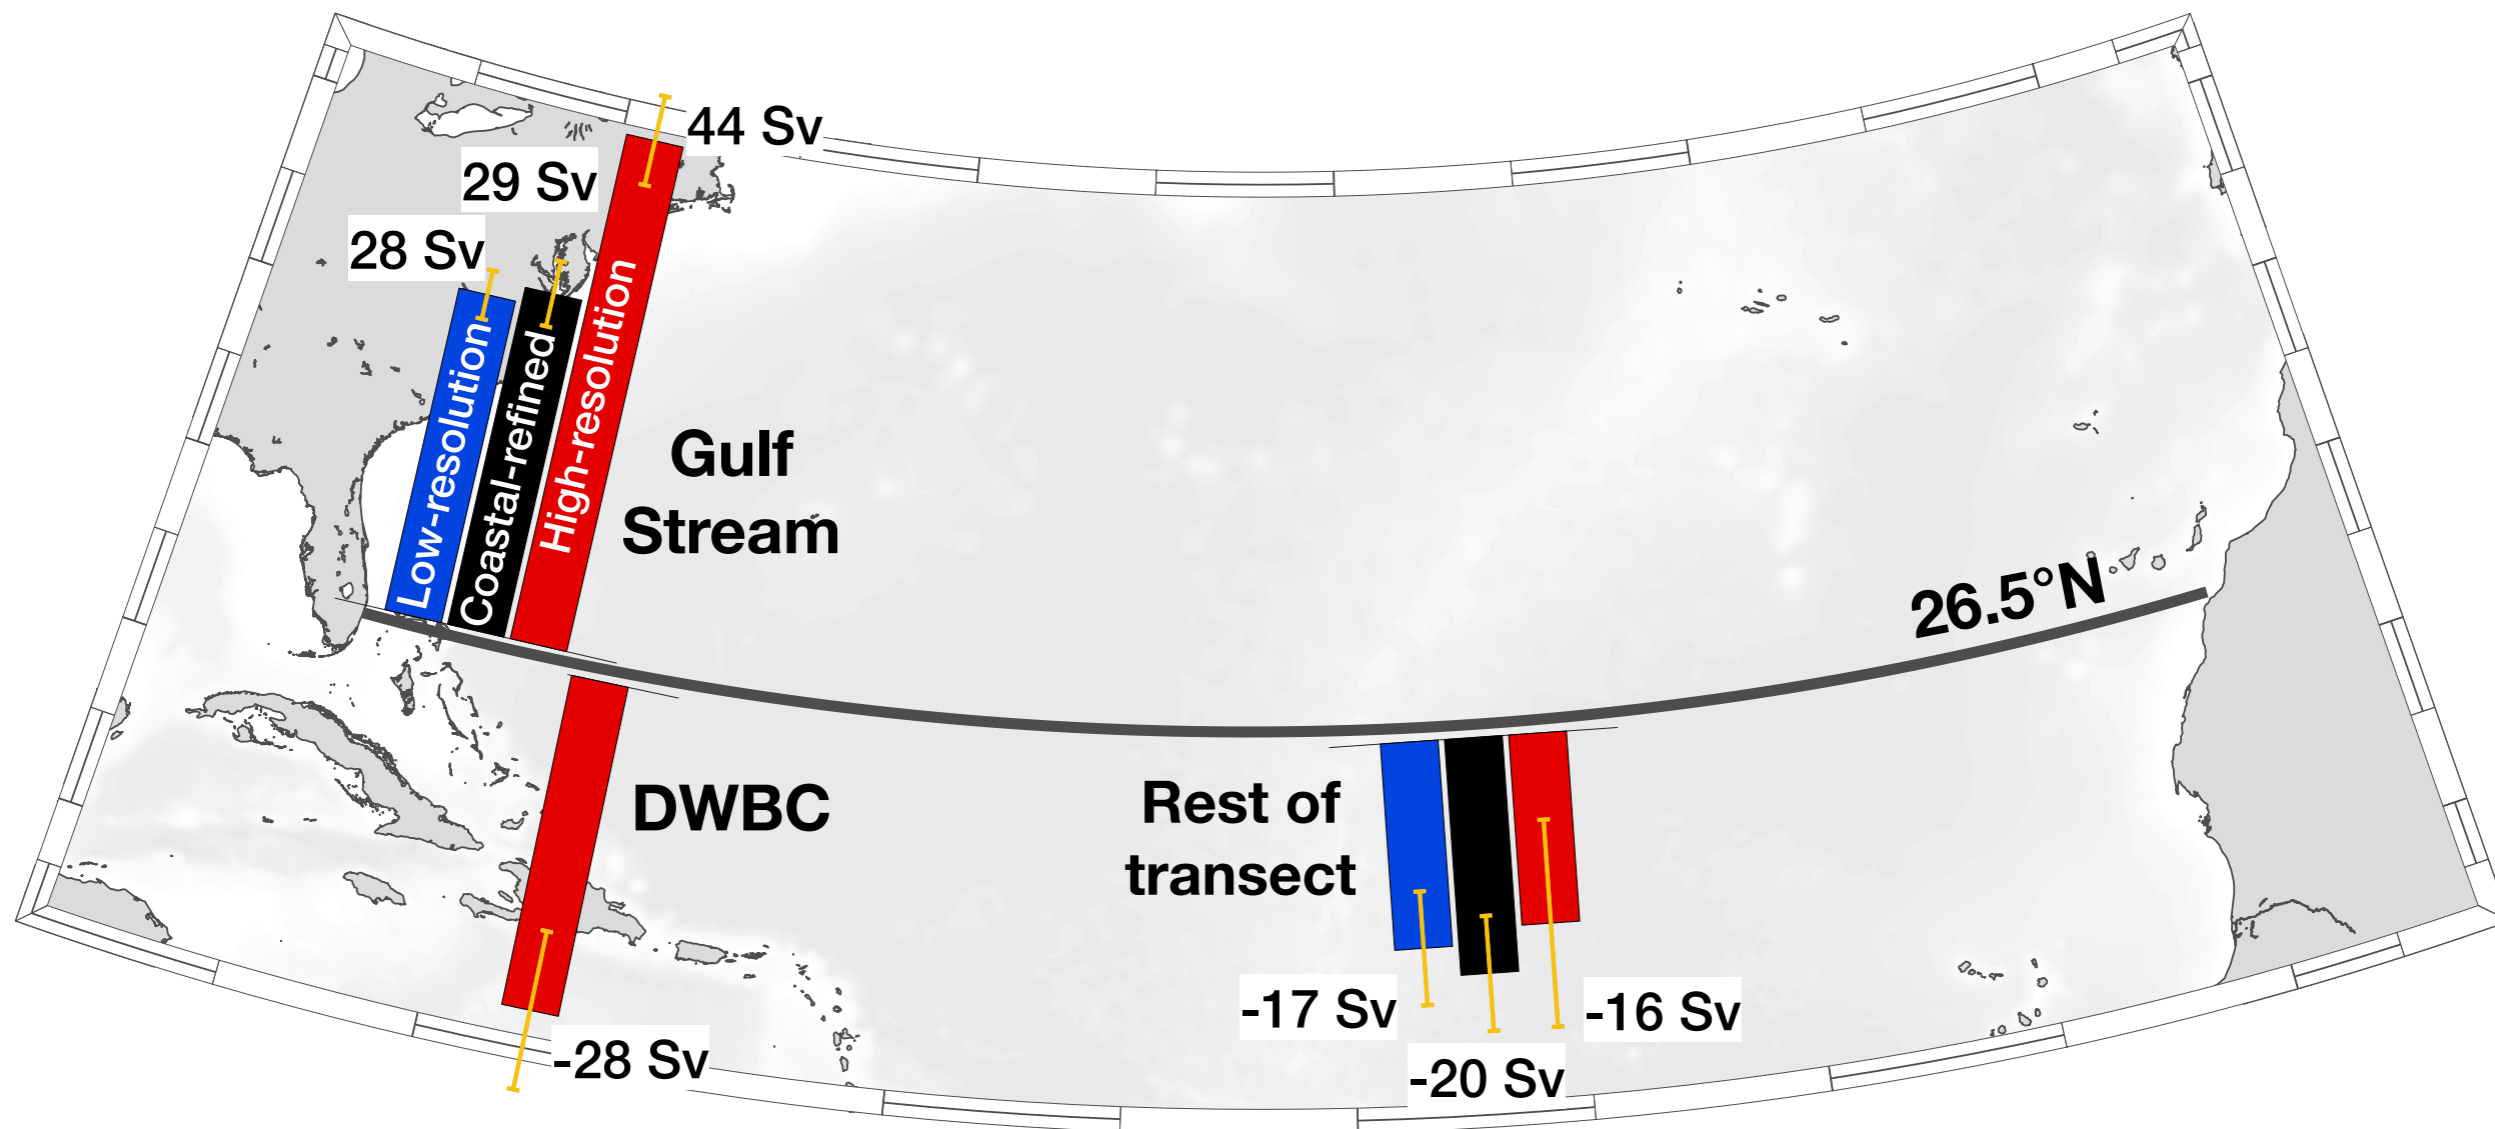 44 Sv
29 Sv
28 Sv
Low-resolution
Coastal-refined
High-resolution
Gulf
Stream
26.5°N
DWBC
Rest of
transect
-17 Sv
-16 Sv
-28 Sv
-20 Sv